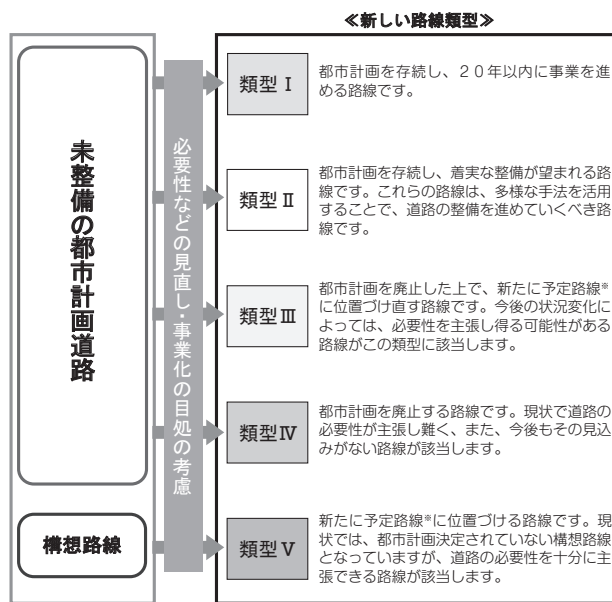 ≪新しい路線類型≫
未整備の都市計画道路
構想路線
必要性などの見直し・事業化の目処の考慮
類型Ⅰ
都市計画を存続し、２０年以内に事業を進
める路線です。
類型Ⅱ
都市計画を存続し、着実な整備が望まれる路
線です。これらの路線は、多様な手法を活用
することで、道路の整備を進めていくべき路
線です。
類型Ⅲ
都市計画を廃止した上で、新たに予定路線※
に位置づけ直す路線です。今後の状況変化に
よっては、必要性を主張し得る可能性がある
路線がこの類型に該当します。
類型Ⅳ
都市計画を廃止する路線です。現状で道路の
必要性が主張し難く、また、今後もその見込
みがない路線が該当します。
類型Ⅴ
新たに予定路線※に位置づける路線です。現
状では、都市計画決定されていない構想路線
となっていますが、道路の必要性を十分に主
張できる路線が該当します。